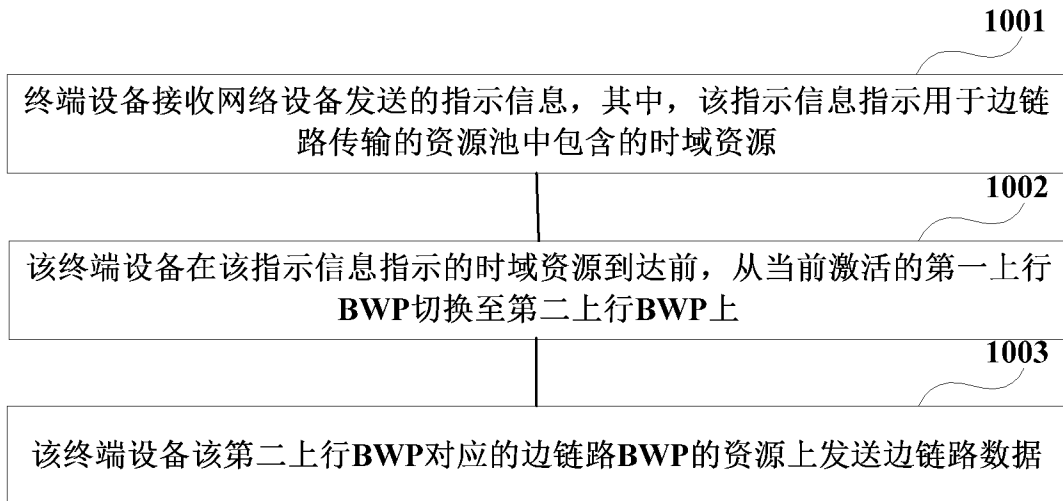 1001
终端设备接收网络设备发送的指示信息，其中，该指示信息指示用于边链
路传输的资源池中包含的时域资源
1002
该终端设备在该指示信息指示的时域资源到达前，从当前激活的第一上行
BWP切换至第二上行BWP上
1003
该终端设备该第二上行BWP对应的边链路BWP的资源上发送边链路数据